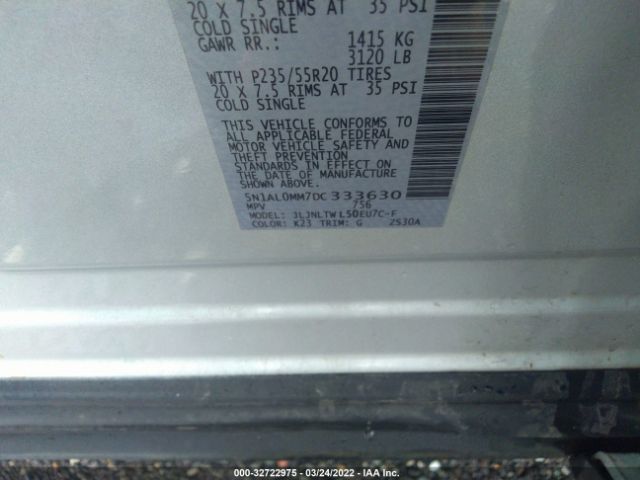 20 X 7.5 RIMS AT 35 PSI
COLD SINGLE
GAWR RR.: 1415 KG
3120 LB
WITH P235/55R20 TIRES
20 X 7.5 RIMS AT 35 PSI
COLD SINGLE
THIS VEHICLE CONFORMS TO
ALL APPLICABLE FEDERAL
MOTOR VEHICLE SAFETY AND
THEFT PREVENTION
STANDARDS IN EFFECT ON
THE DATE OF MANUFACTURE
SHOWN ABOVE.
5N1AL0MM7DC333630
MPV 756
MODEL: JLJNLTWL50EU7C-F
COLOR: K23 TRIM: G 2S30A
000-32722975 - 03/24/2022 - IAA Inc.